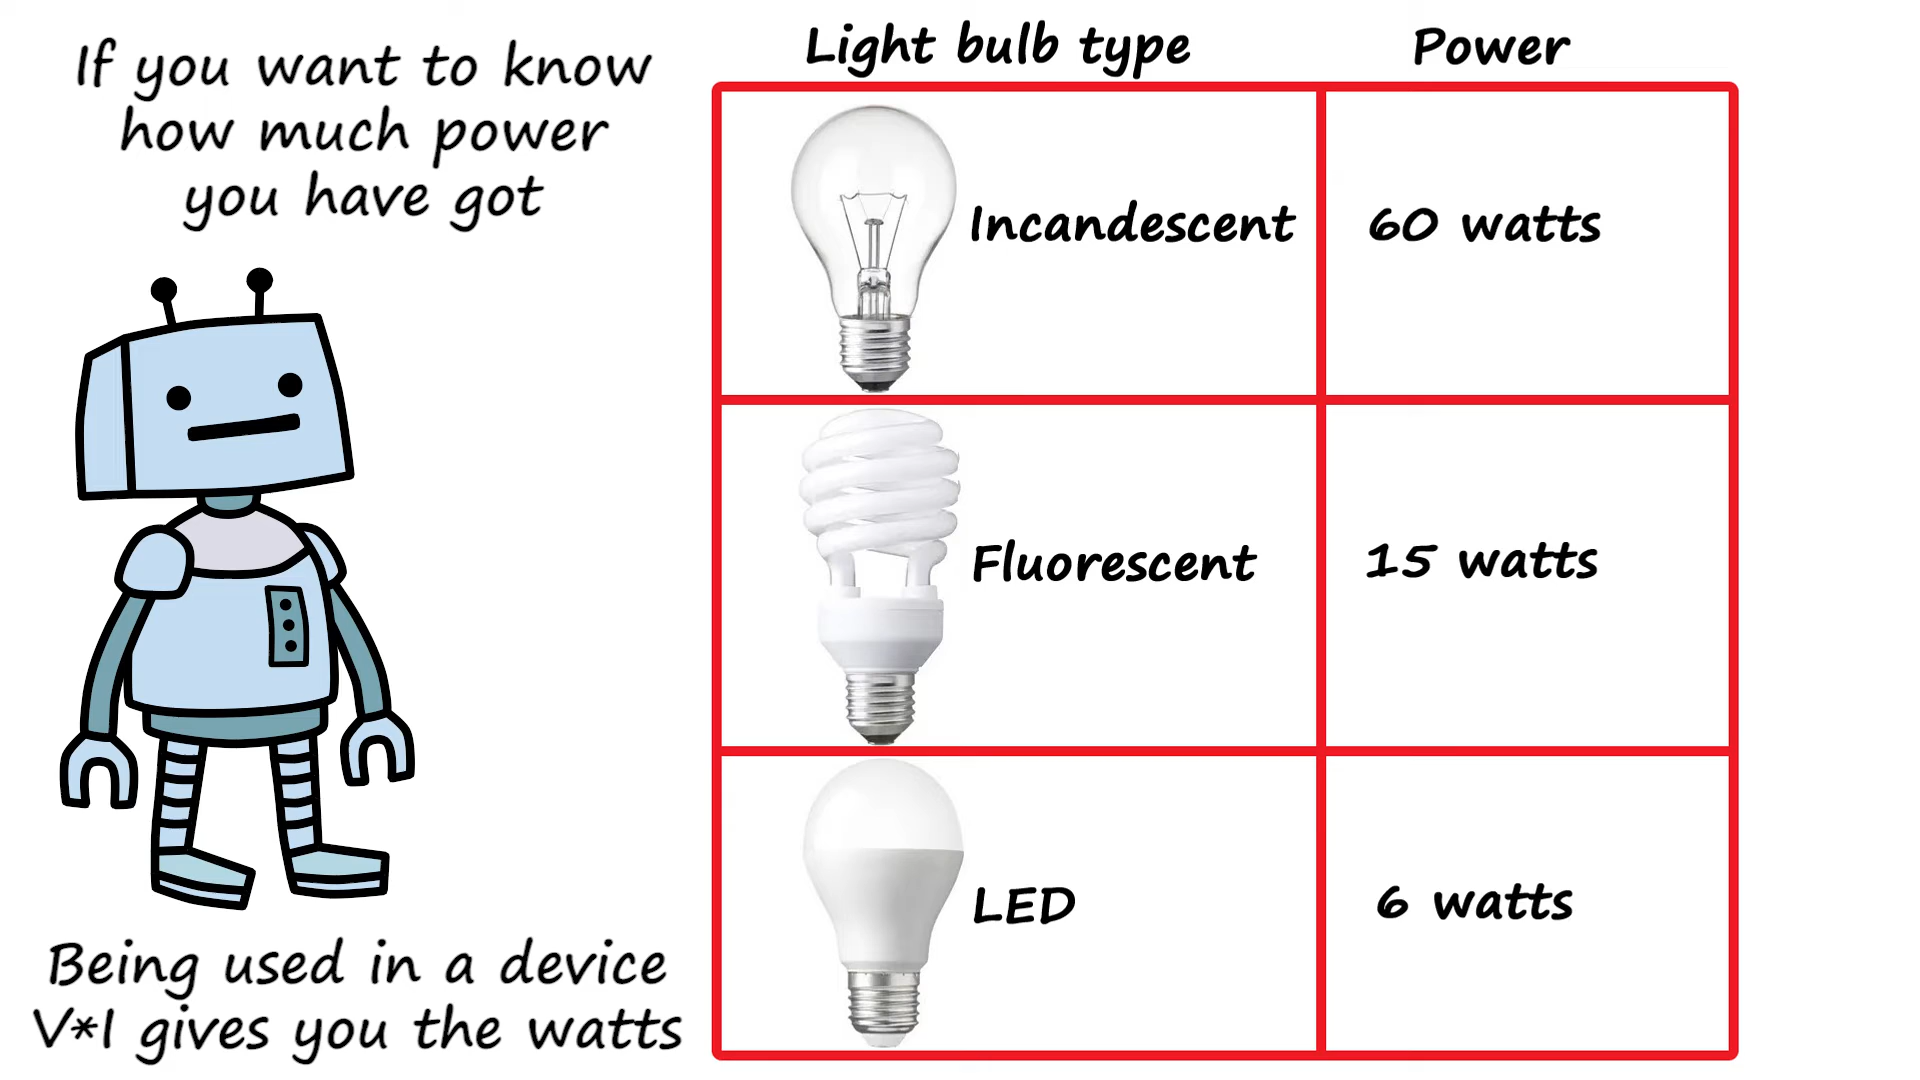 If you want to know
how much power
you have got
Being used in a device
V*I gives you the watts
Light bulb type Power
Incandescent 60 watts
Fluorescent 15 watts
LED 6 watts